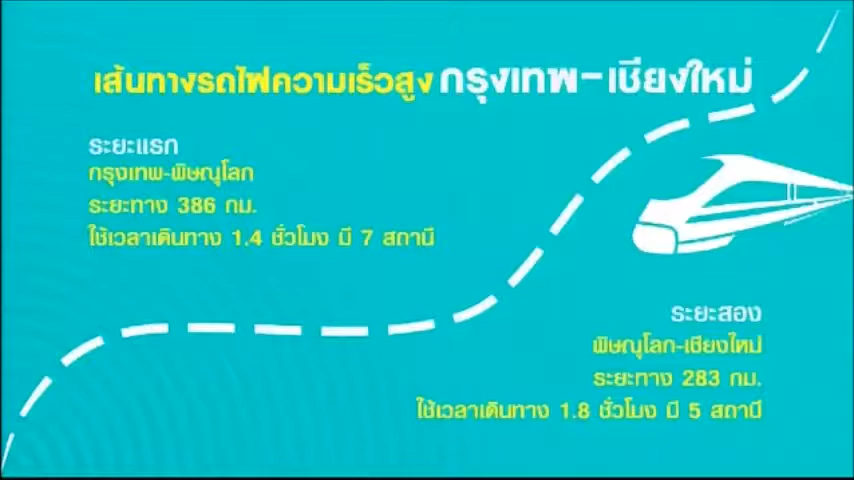 เส้นทางรถไฟความเร็วสูง กรุงเทพ-เชียงใหม่
ระยะแรก
กรุงเทพ-พิษณุโลก
ระยะทาง 386 กม.
ใช้เวลาเดินทาง 1.4 ชั่วโมง มี 7 สถานี
ระยะสอง
พิษณุโลก-เชียงใหม่
ระยะทาง 283 กม.
ใช้เวลาเดินทาง 1.8 ชั่วโมง มี 5 สถานี